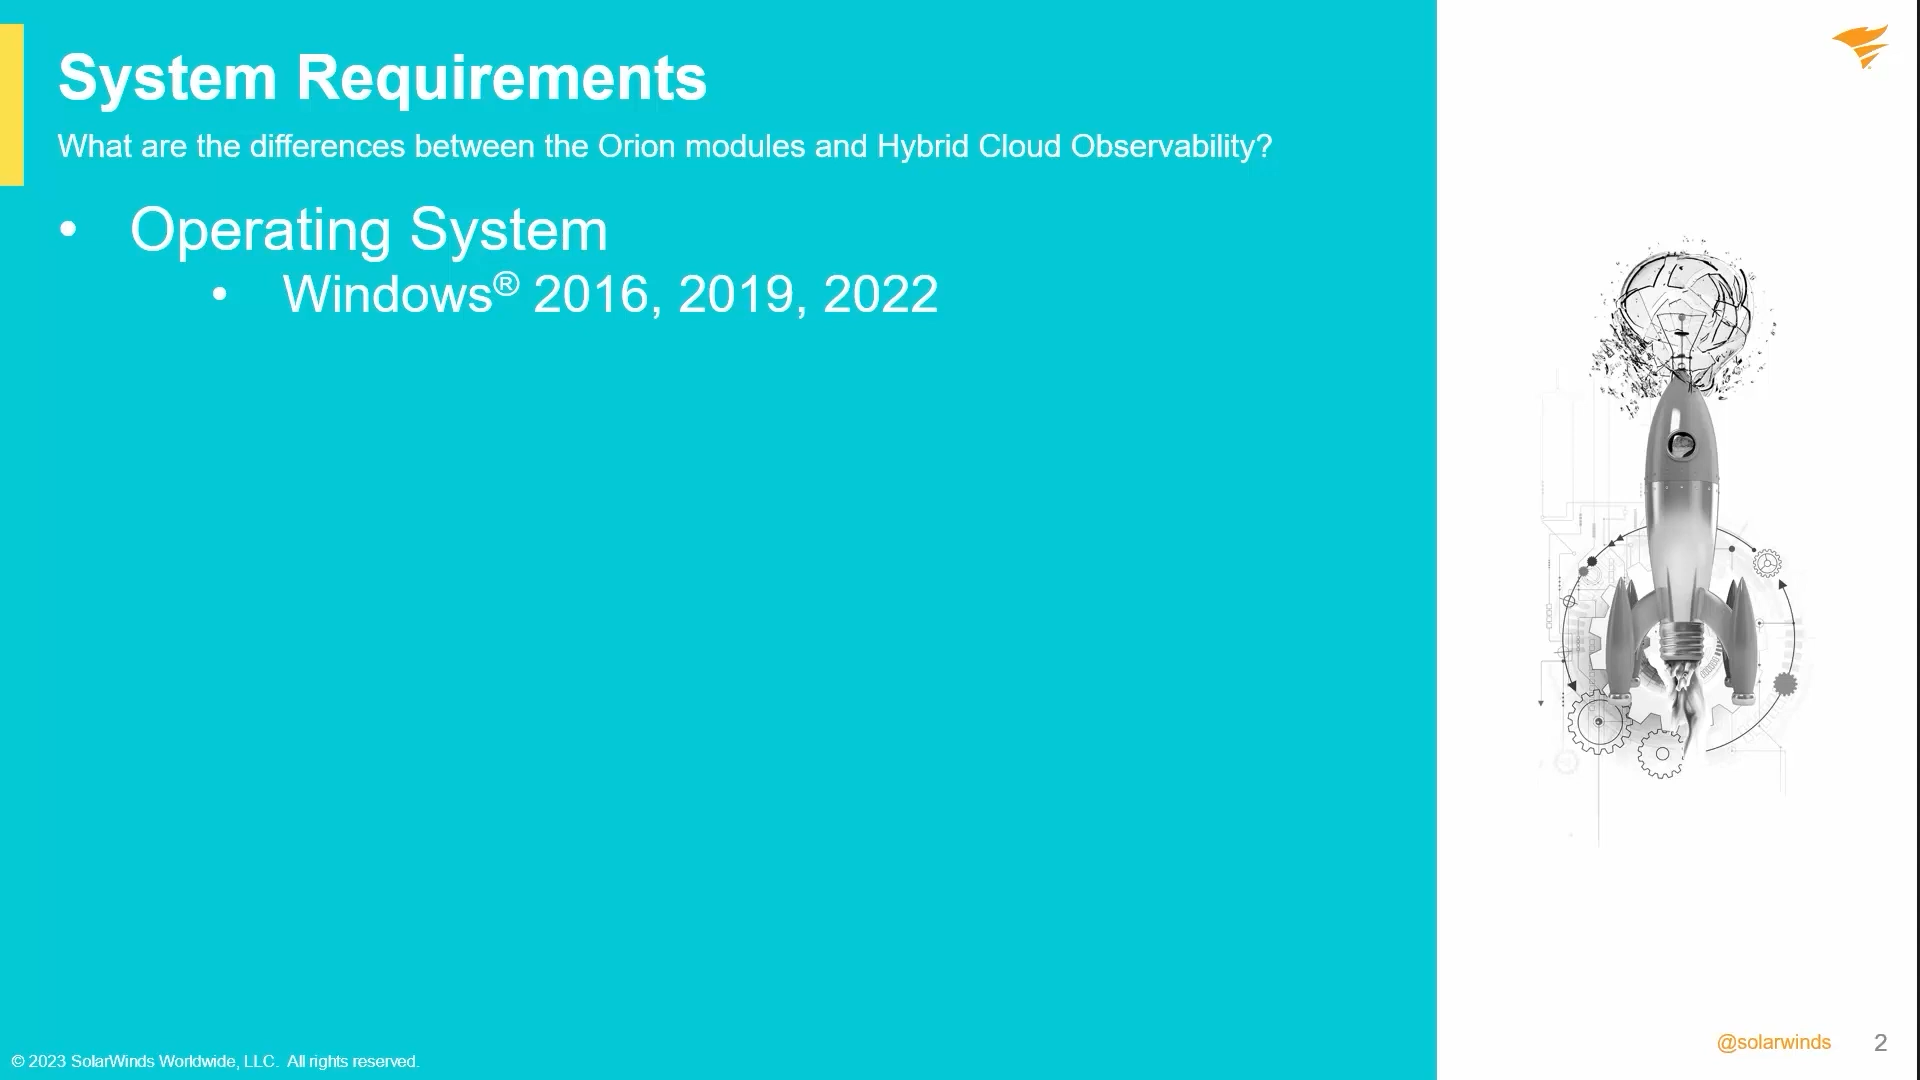 System Requirements
What are the differences between the Orion modules and Hybrid Cloud Observability?
• Operating System
• Windows® 2016, 2019, 2022
@solarwinds 2
© 2023 SolarWinds Worldwide, LLC. All rights reserved.